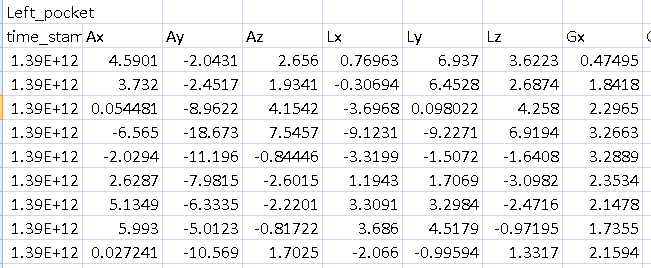 Left_pocket
time_stam Ax Ay Az Lx Ly Lz Gx
1.39E+12 4.5901 -2.0431 2.656 0.76963 6.937 3.6223 0.47495
1.39E+12 3.732 -2.4517 1.9341 -0.30694 6.4528 2.6874 1.8418
1.39E+12 0.054481 -8.9622 4.1542 -3.6968 0.098022 4.258 2.2965
1.39E+12 -6.565 -18.673 7.5457 -9.1231 -9.2271 6.9194 3.2663
1.39E+12 -2.0294 -11.196 -0.84446 -3.3199 -1.5072 -1.6408 3.2889
1.39E+12 2.6287 -7.9815 -2.6015 1.1943 1.7069 -3.0982 2.3534
1.39E+12 5.1349 -6.3335 -2.2201 3.3091 3.2984 -2.4716 2.1478
1.39E+12 5.993 -5.0123 -0.81722 3.686 4.5179 -0.97195 1.7355
1.39E+12 0.027241 -10.569 1.7025 -2.066 -0.99594 1.3317 2.1594